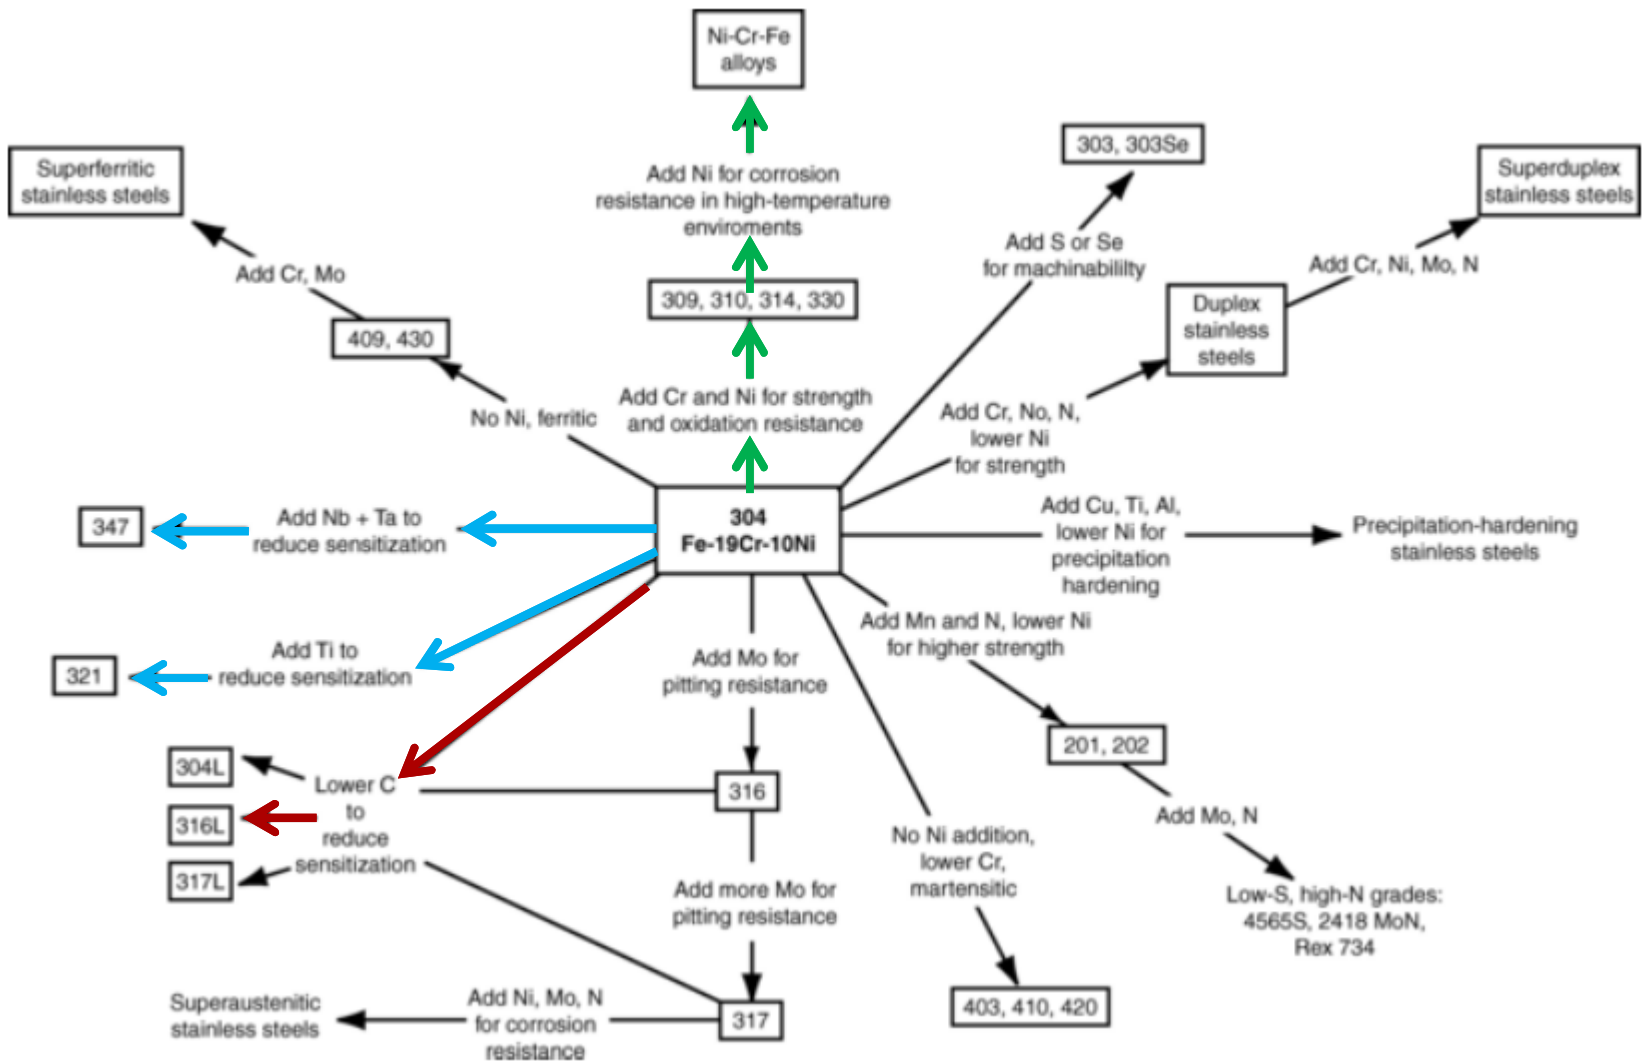 Ni-Cr-Fe
alloys
Add Ni for corrosion
resistance in high-temperature
enviroments
309, 310, 314, 330
Add Cr and Ni for strength
and oxidation resistance
Superferritic
stainless steels
Add Cr, Mo
409, 430
No Ni, ferritic
303, 303Se
Add S or Se
for machinabililty
Superduplex
stainless steels
Add Cr, Ni, Mo, N
Duplex
stainless
steels
Add Cr, No, N,
lower Ni
for strength
304
Fe-19Cr-10Ni
347
Add Nb + Ta to
reduce sensitization
Add Cu, Ti, Al,
lower Ni for
precipitation
hardening
Precipitation-hardening
stainless steels
321
Add Ti to
reduce sensitization
Add Mo for
pitting resistance
Add Mn and N, lower Ni
for higher strength
201, 202
Add Mo, N
Low-S, high-N grades:
4565S, 2418 MoN,
Rex 734
304L
316L
317L
Lower C
to
reduce
sensitization
316
Add more Mo for
pitting resistance
No Ni addition,
lower Cr,
martensitic
403, 410, 420
317
Add Ni, Mo, N
for corrosion
resistance
Superaustenitic
stainless steels